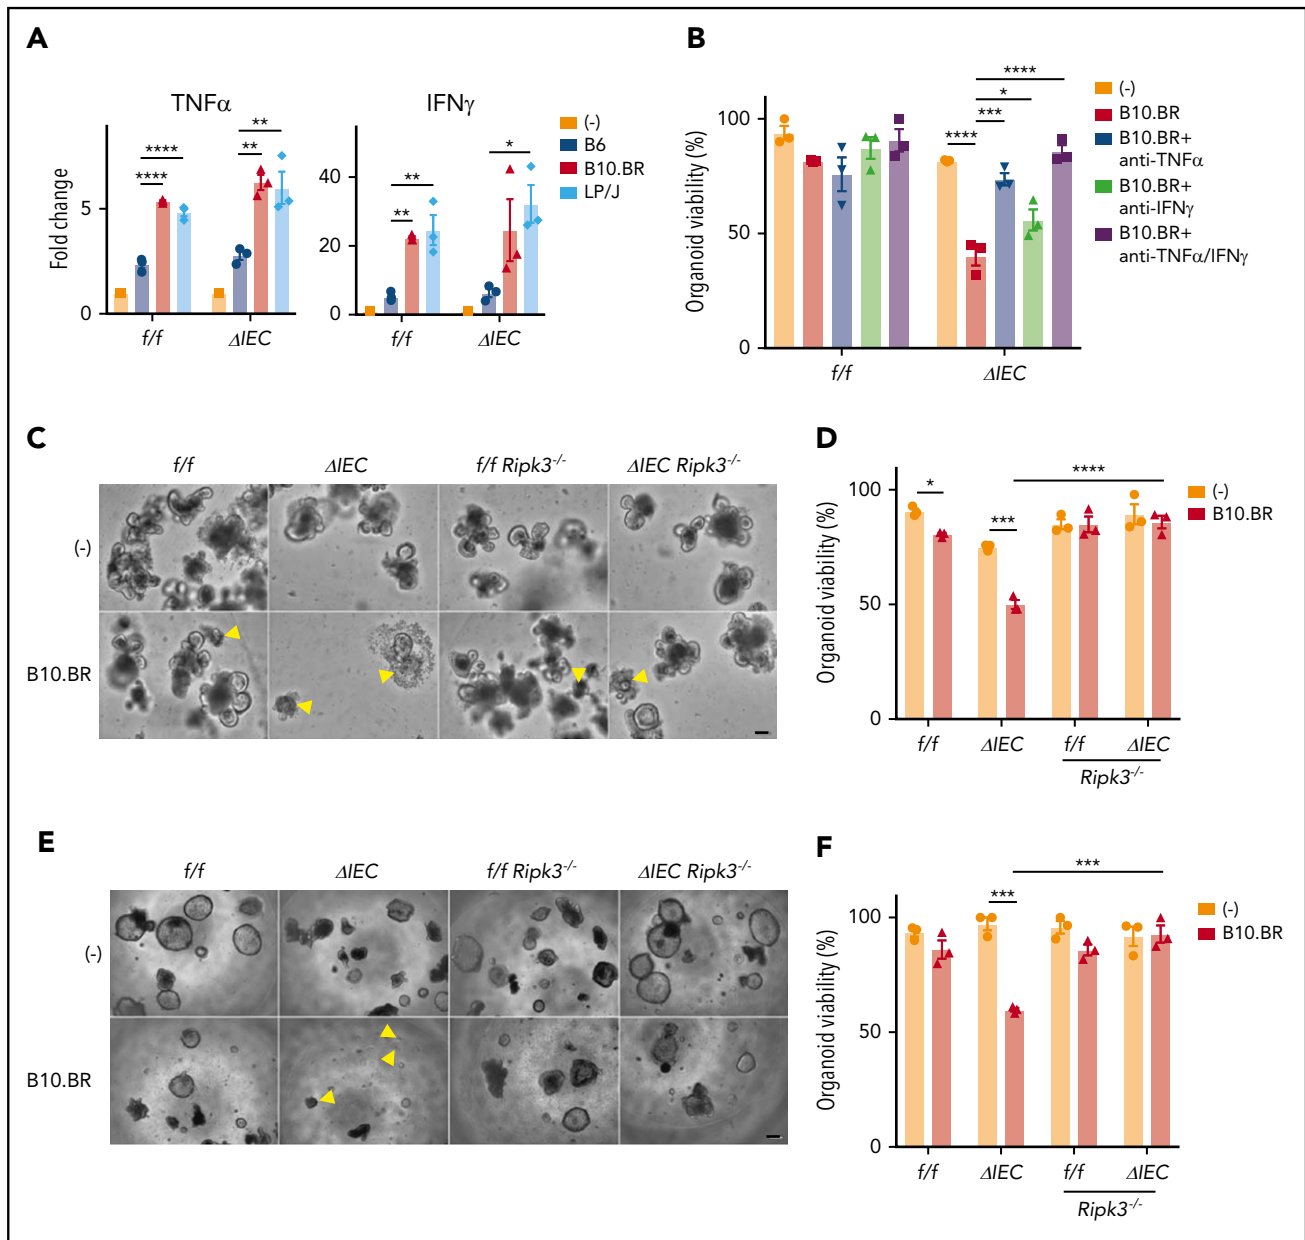 A
TNFα
IFNγ
Fold change
5
0
40
20
0
****
****
**
**
**
**
*
f/f
ΔIEC
f/f
ΔIEC
(-)
B6
B10.BR
LP/J
B
Organoid viability (%)
100
50
0
****
*
***
****
f/f
ΔIEC
(-)
B10.BR
B10.BR+
anti-TNFα
B10.BR+
anti-IFNγ
B10.BR+
anti-TNFα/IFNγ
C
f/f
ΔIEC
f/f Ripk3-/-
ΔIEC Ripk3-/-
(-)
B10.BR
D
Organoid viability (%)
100
50
0
*
***
****
(-)
B10.BR
f/f
ΔIEC
f/f
ΔIEC
Ripk3-/-
E
f/f
ΔIEC
f/f Ripk3-/-
ΔIEC Ripk3-/-
(-)
B10.BR
F
Organoid viability (%)
100
50
0
***
***
(-)
B10.BR
f/f
ΔIEC
f/f
ΔIEC
Ripk3-/-